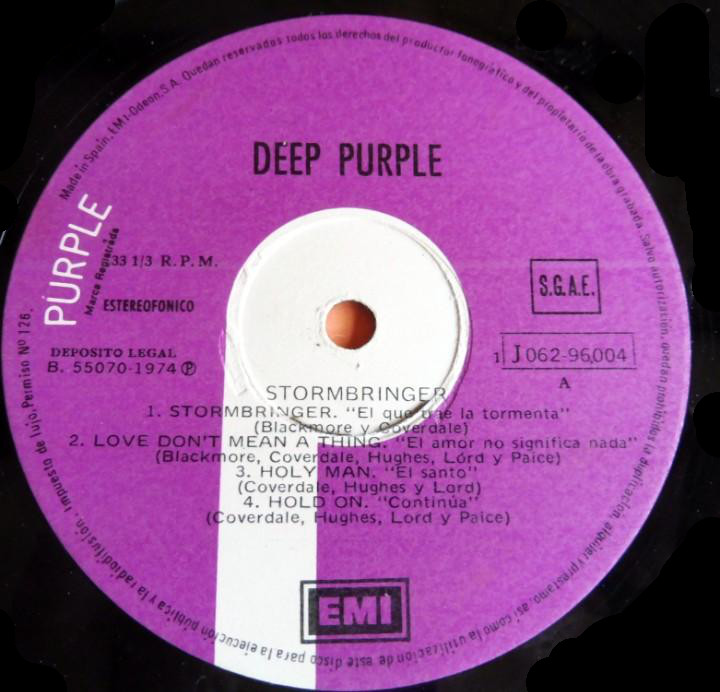 Made in Spain, EMI-Odeon, S.A. Quedan reservados todos los derechos del productor fonográfico y del propietario de la obra grabada. Salvo autorización, quedan prohibidos la duplicación, alquiler y préstamo, así como la utilización de este disco para la ejecución pública y la radiodifusión. Impuesto de lujo, Permiso Nº 126.
DEEP PURPLE
PURPLE
Marca Registrada
33 1/3 R.P.M.
ESTEREOFONICO
S.G.A.E.
DEPOSITO LEGAL
B. 55070-1974 Ⓟ
1 J 062-96.004
A
STORMBRINGER
1. STORMBRINGER. "El que trae la tormenta"
(Blackmore y Coverdale)
2. LOVE DON'T MEAN A THING. "El amor no significa nada"
(Blackmore, Coverdale, Hughes, Lord y Paice)
3. HOLY MAN. "El santo"
(Coverdale, Hughes y Lord)
4. HOLD ON. "Continúa"
(Coverdale, Hughes, Lord y Paice)
EMI